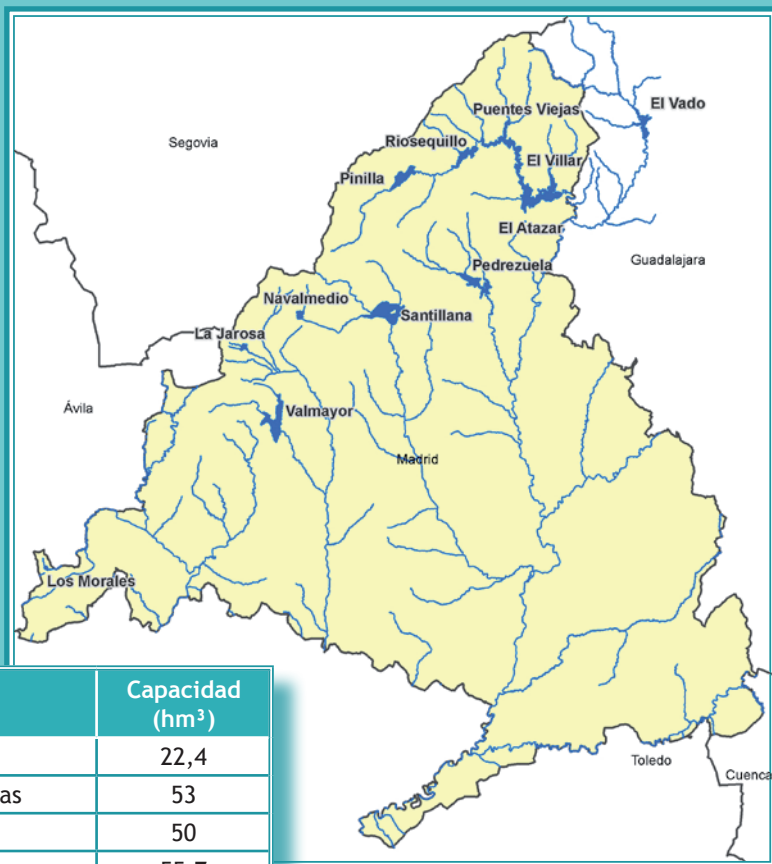 El Vado
Puentes Viejas
Segovia
Riosequillo
El Villar
Pinilla
El Atazar
Guadalajara
Pedrezuela
Navalmedio
Santillana
La Jarosa
Ávila
Valmayor
Madrid
Los Morales
Capacidad
(hm³)
22,4
as 53
50
Toledo
Cuenca